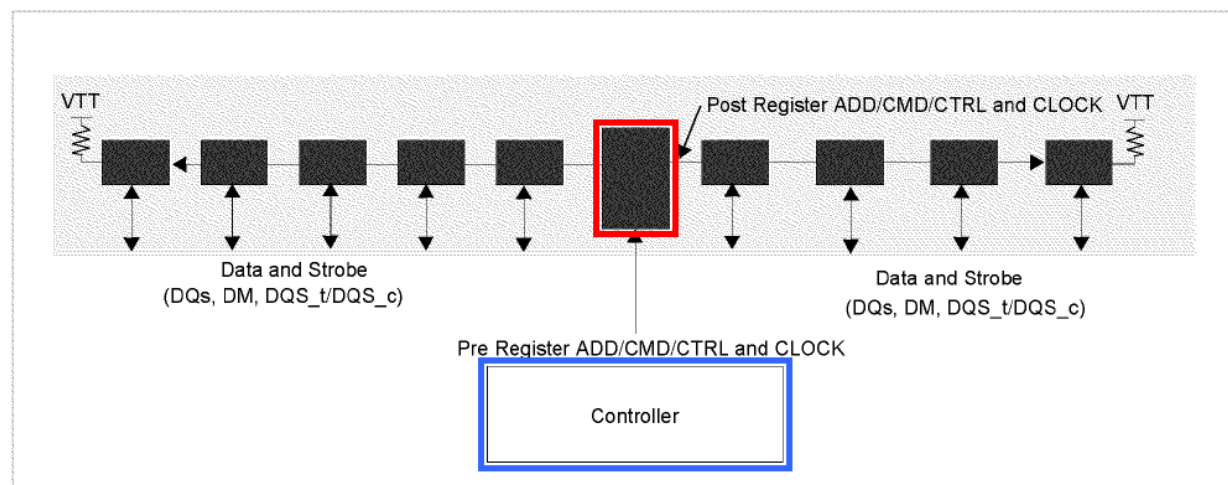 VTT
Post Register ADD/CMD/CTRL and CLOCK
VTT
Data and Strobe
(DQs, DM, DQS_t/DQS_c)
Data and Strobe
(DQs, DM, DQS_t/DQS_c)
Pre Register ADD/CMD/CTRL and CLOCK
Controller